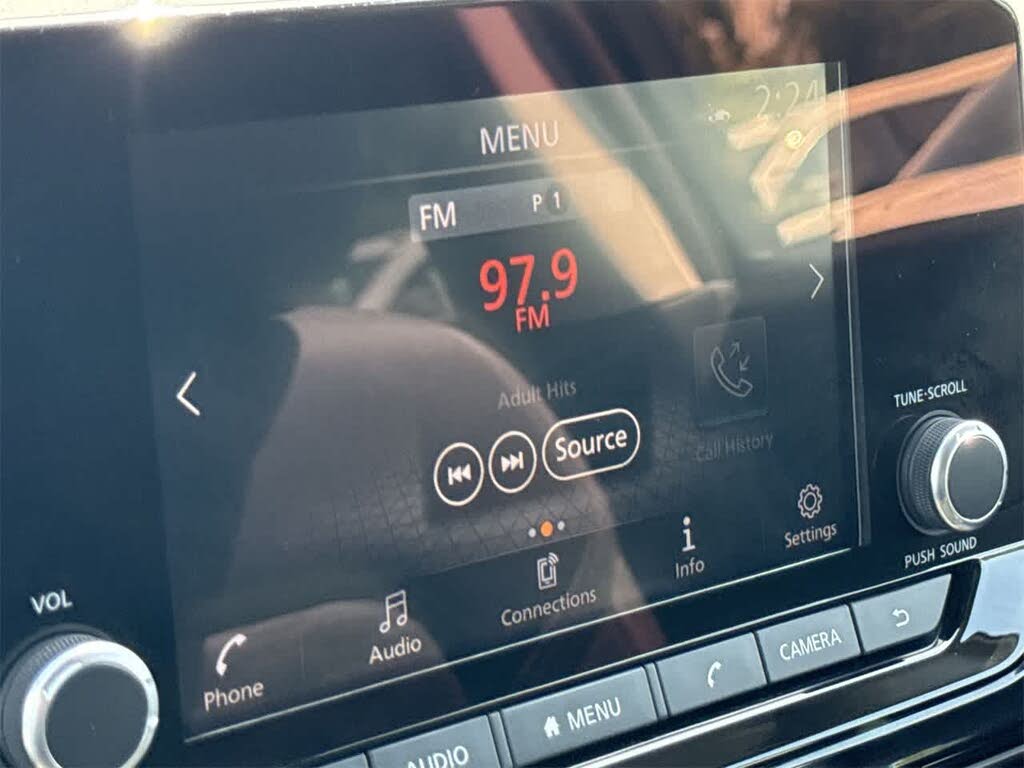 2:24
MENU
FM P 1
97.9
FM
Adult Hits
Source
Call History
TUNE·SCROLL
PUSH SOUND
Settings
Info
Connections
Audio
Phone
VOL
CAMERA
MENU
AUDIO